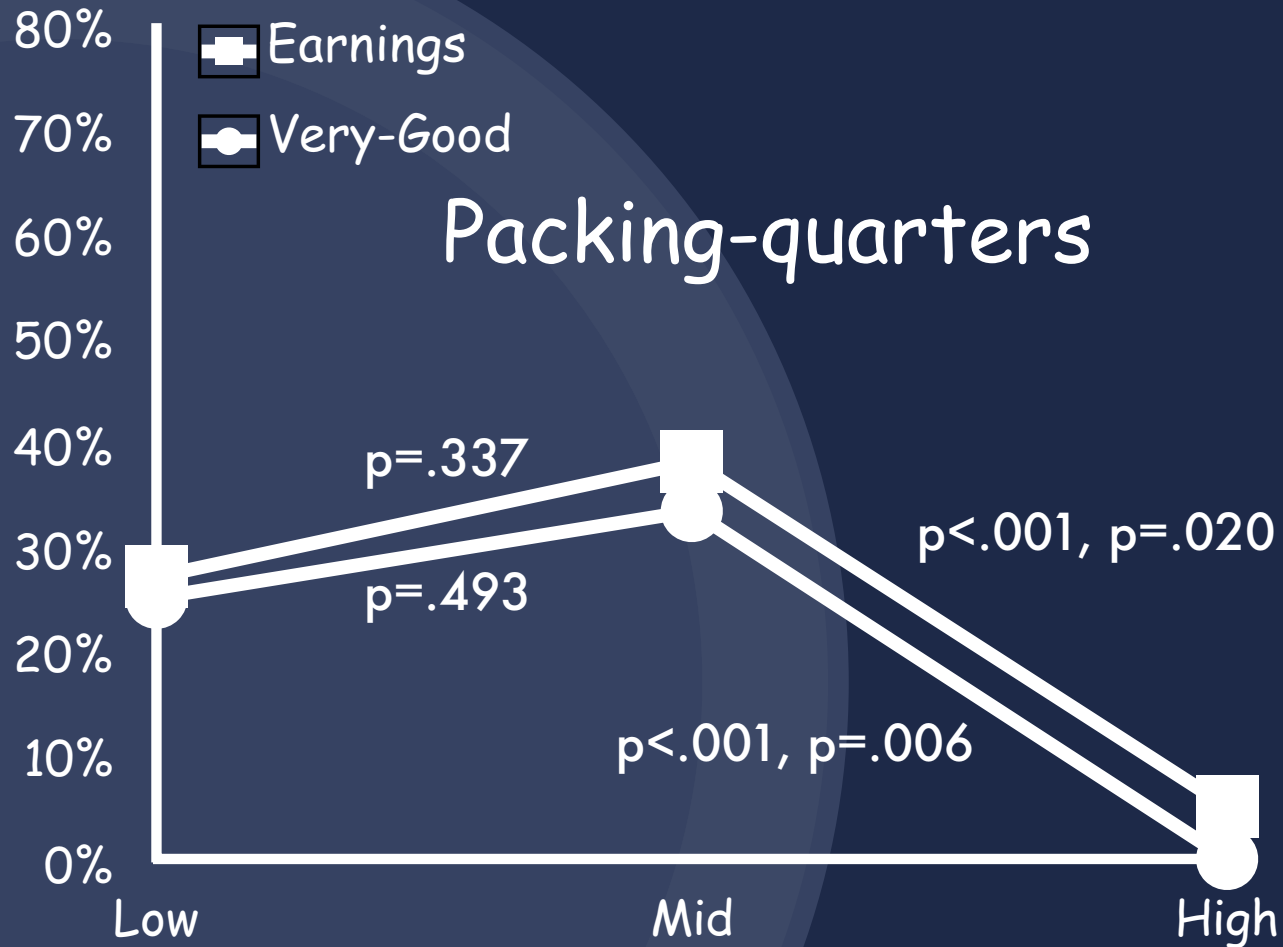 80%
Earnings
70%
Very-Good
60%
Packing-quarters
50%
40%
p=.337
p<.001, p=.020
30%
p=.493
20%
10%
p<.001, p=.006
0%
Low
Mid
High